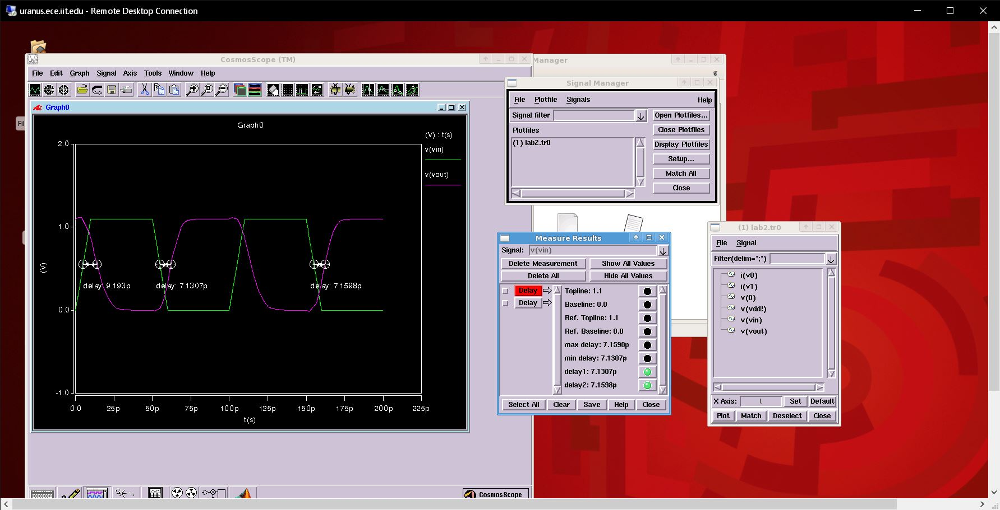 uranus.ece.iit.edu - Remote Desktop Connection
CosmosScope (TM)
File Edit Graph Signal Axis Tools Window Help
Graph0
Graph0
(V) : t(s)
v(vin)
v(vout)
2.0
1.0
0.0
-1.0
(V)
delay: 9.193p
delay: 7.1307p
delay: 7.1598p
0.0 25p 50p 75p 100p 125p 150p 175p 200p 225p
t(s)
CosmosScope
Fil
Manager
Signal Manager
File Plotfile Signals Help
Signal filter
Open Plotfiles...
Plotfiles
Close Plotfiles
(1) lab2.tr0
Display Plotfiles
Setup...
Match All
Close
Measure Results
Signal: v(vin)
Delete Measurement Show All Values
Delete All Hide All Values
Delay
Delay
Topline: 1.1
Baseline: 0.0
Ref. Topline: 1.1
Ref. Baseline: 0.0
max delay: 7.1598p
min delay: 7.1307p
delay1: 7.1307p
delay2: 7.1598p
Select All Clear Save Help Close
(1) lab2.tr0
File Signal
Filter(delim=";")
i(v0)
i(v1)
v(0)
v(vdd!)
v(vin)
v(vout)
X Axis: t Set Default
Plot Match Deselect Close